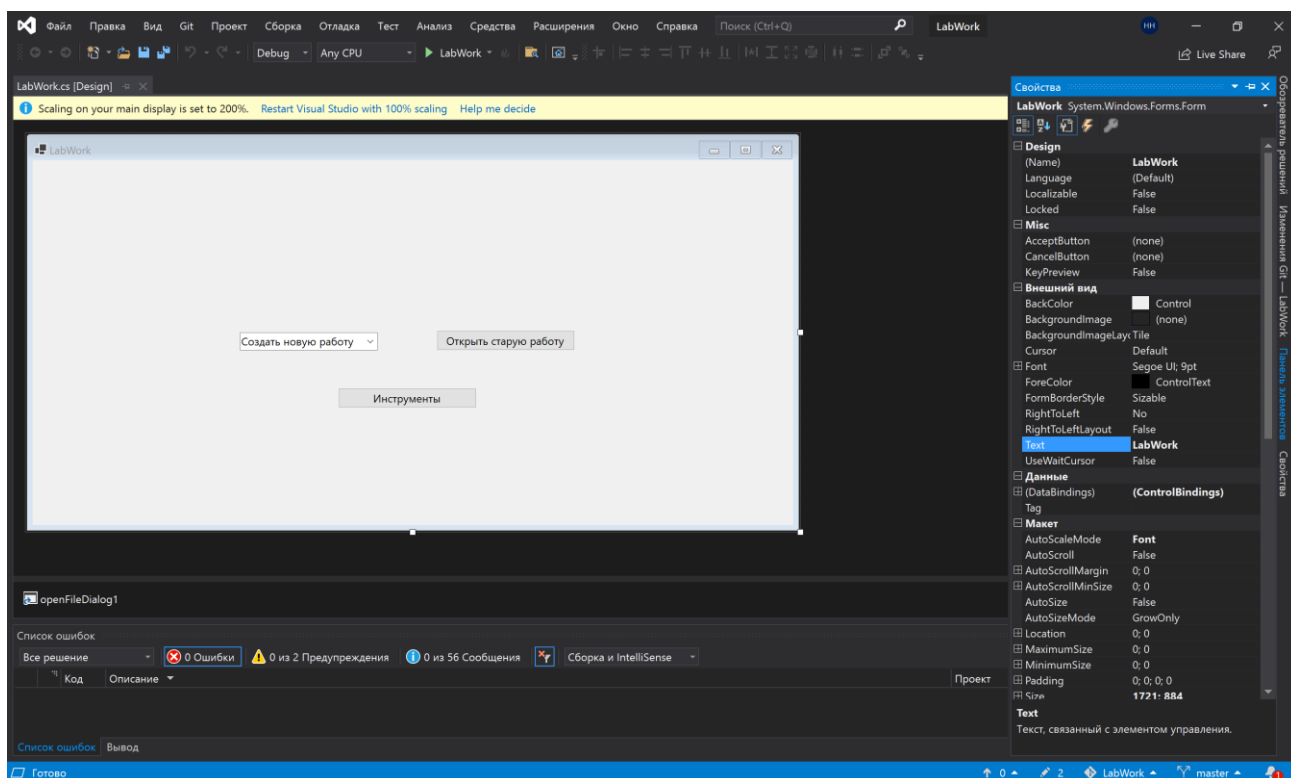 Файл Правка Вид Git Проект Сборка Отладка Тест Анализ Средства Расширения Окно Справка Поиск (Ctrl+Q) LabWork НН
Debug Any CPU LabWork Live Share
LabWork.cs [Design]
Scaling on your main display is set to 200%. Restart Visual Studio with 100% scaling Help me decide
LabWork
Создать новую работу Открыть старую работу
Инструменты
openFileDialog1
Список ошибок
Все решение 0 Ошибки 0 из 2 Предупреждения 0 из 56 Сообщения Сборка и IntelliSense
Код Описание Проект
Список ошибок Вывод
Свойства
LabWork System.Windows.Forms.Form
Design
(Name) LabWork
Language (Default)
Localizable False
Locked False
Misc
AcceptButton (none)
CancelButton (none)
KeyPreview False
Внешний вид
BackColor Control
BackgroundImage (none)
BackgroundImageLayc Tile
Cursor Default
Font Segoe UI; 9pt
ForeColor ControlText
FormBorderStyle Sizable
RightToLeft No
RightToLeftLayout False
Text LabWork
UseWaitCursor False
Данные
(DataBindings) (ControlBindings)
Tag
Макет
AutoScaleMode Font
AutoScroll False
AutoScrollMargin 0; 0
AutoScrollMinSize 0; 0
AutoSize False
AutoSizeMode GrowOnly
Location 0; 0
MaximumSize 0; 0
MinimumSize 0; 0
Padding 0; 0; 0; 0
Size 1721; 884
Text
Текст, связанный с элементом управления.
Обозреватель решений
Изменения Git — LabWork
Панель элементов
Свойства
Готово 0 2 LabWork master 1